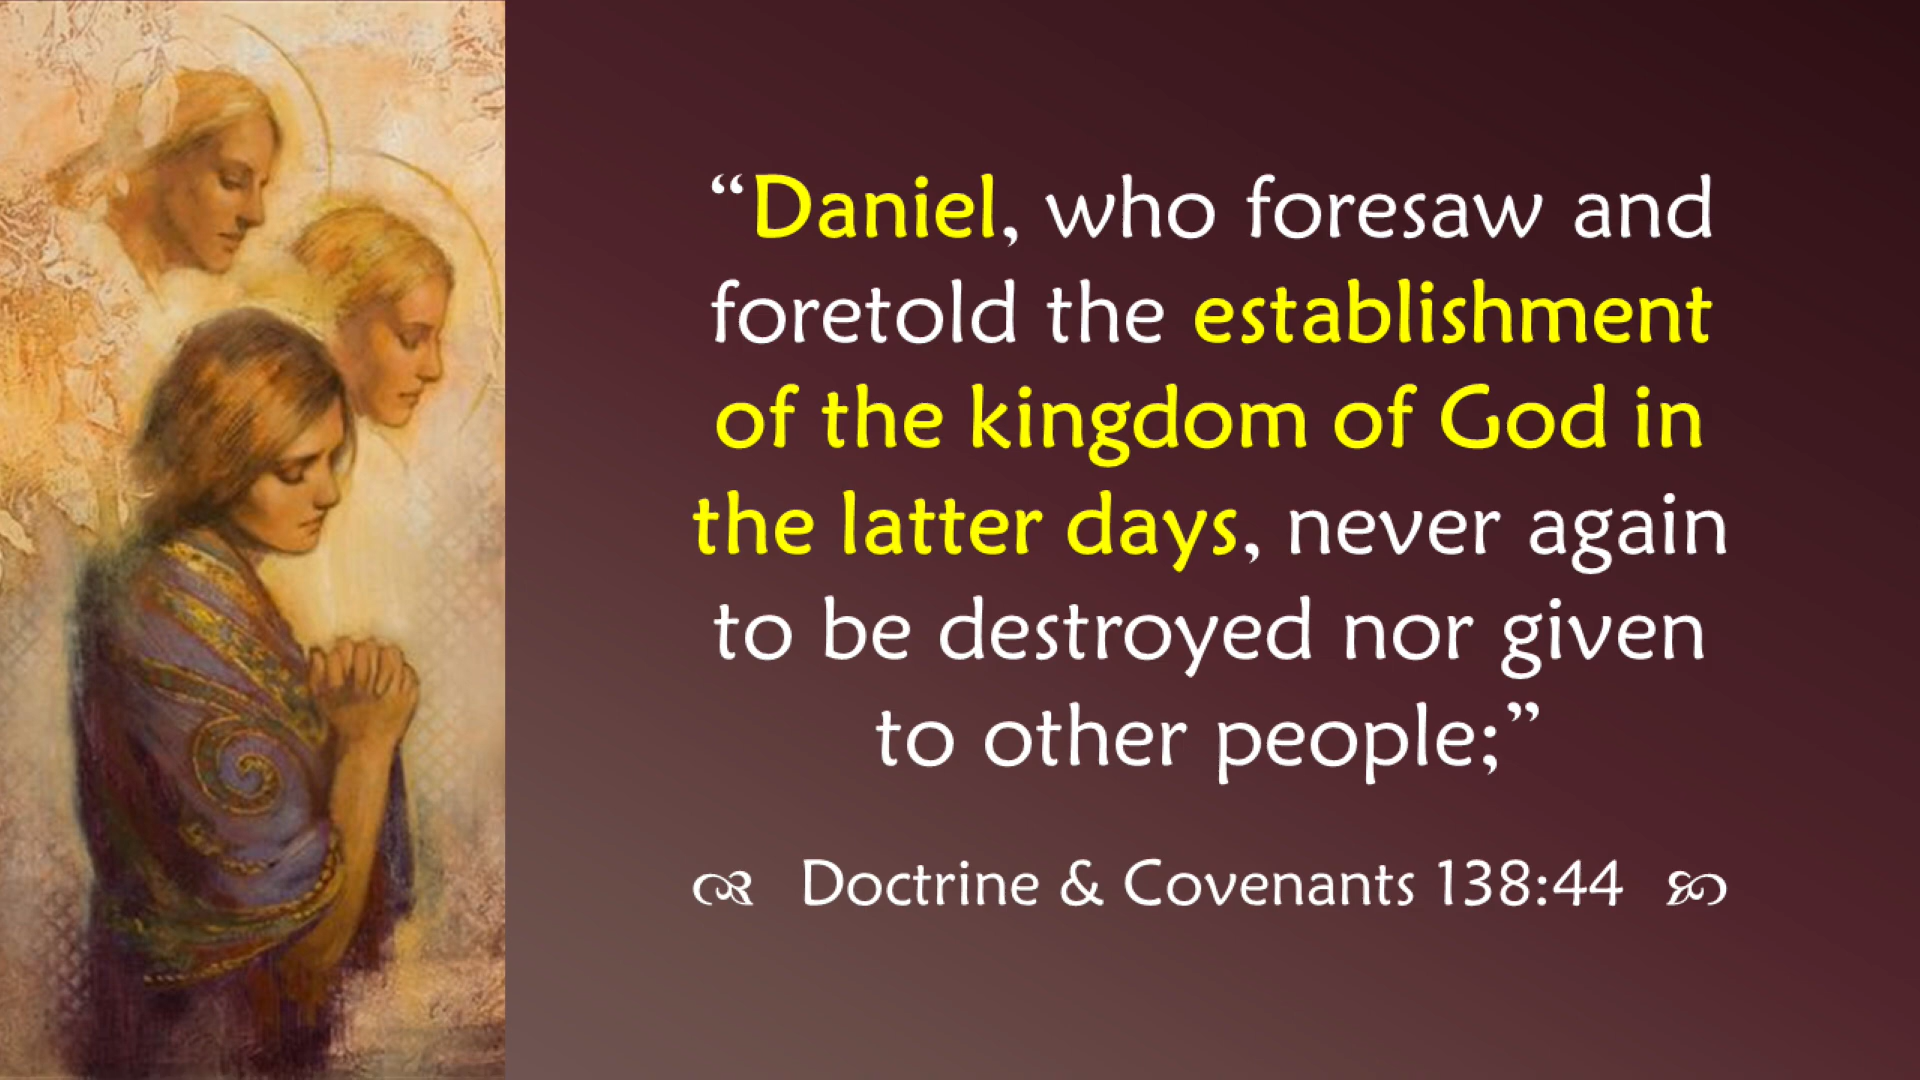 “Daniel, who foresaw and
foretold the establishment
of the kingdom of God in
the latter days, never again
to be destroyed nor given
to other people;”
Doctrine & Covenants 138:44